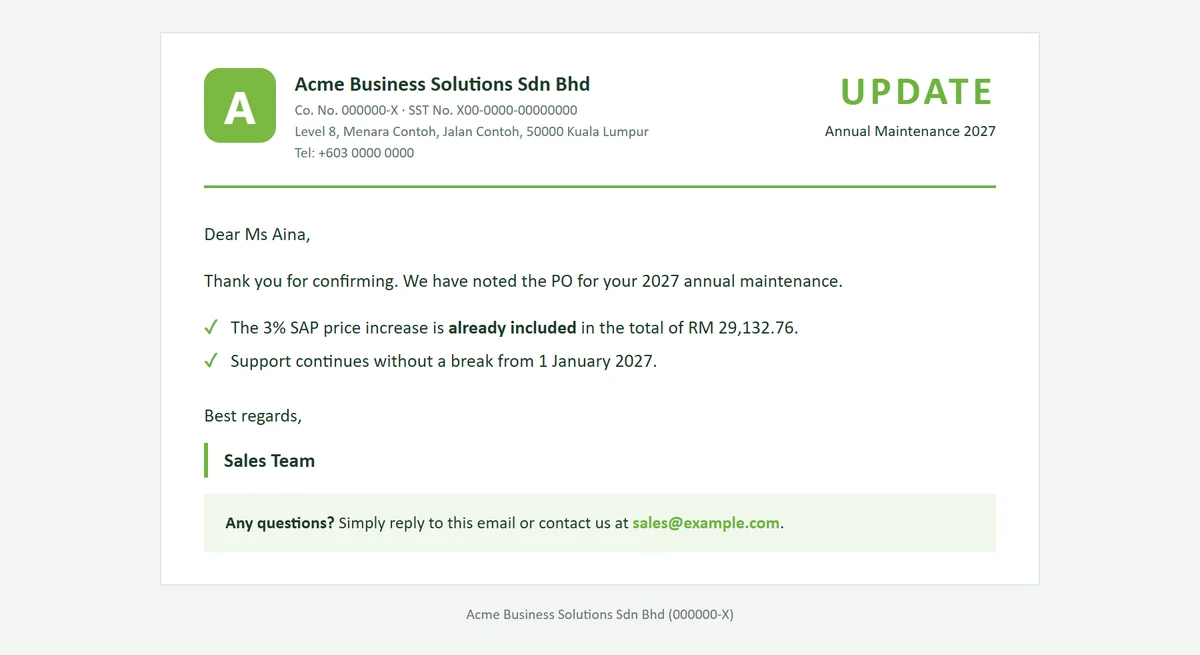 A
Acme Business Solutions Sdn Bhd
Co. No. 000000-X · SST No. X00-0000-00000000
Level 8, Menara Contoh, Jalan Contoh, 50000 Kuala Lumpur
Tel: +603 0000 0000
UPDATE
Annual Maintenance 2027
Dear Ms Aina,
Thank you for confirming. We have noted the PO for your 2027 annual maintenance.
✓ The 3% SAP price increase is already included in the total of RM 29,132.76.
✓ Support continues without a break from 1 January 2027.
Best regards,
Sales Team
Any questions? Simply reply to this email or contact us at sales@example.com.
Acme Business Solutions Sdn Bhd (000000-X)